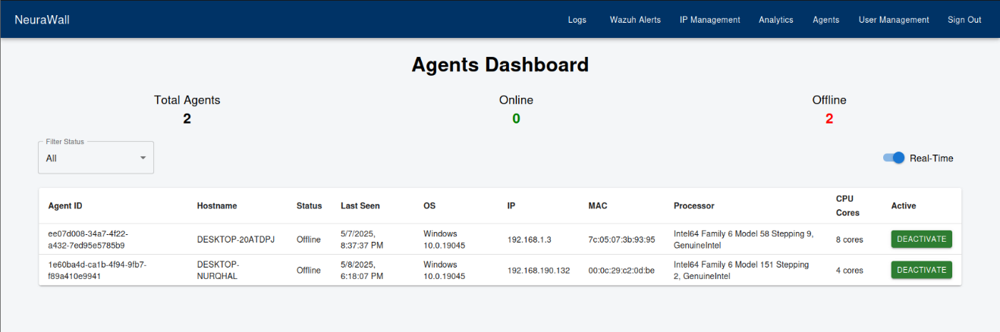 NeuraWall
Logs Wazuh Alerts IP Management Analytics Agents User Management Sign Out
Agents Dashboard
Total Agents Online Offline
2 0 2
Filter Status
All
Real-Time
Agent ID Hostname Status Last Seen OS IP MAC Processor CPU Cores Active
ee07d008-34a7-4f22-
a432-7ed95e5785b9
DESKTOP-20ATDPJ
Offline
5/7/2025,
8:37:37 PM
Windows
10.0.19045
192.168.1.3
7c:05:07:3b:93:95
Intel64 Family 6 Model 58 Stepping 9,
GenuineIntel
8 cores
DEACTIVATE
1e60ba4d-ca1b-4f94-9fb7-
f89a410e9941
DESKTOP-
NURQHAL
Offline
5/8/2025,
6:18:07 PM
Windows
10.0.19045
192.168.190.132
00:0c:29:c2:0d:be
Intel64 Family 6 Model 151 Stepping
2, GenuineIntel
4 cores
DEACTIVATE